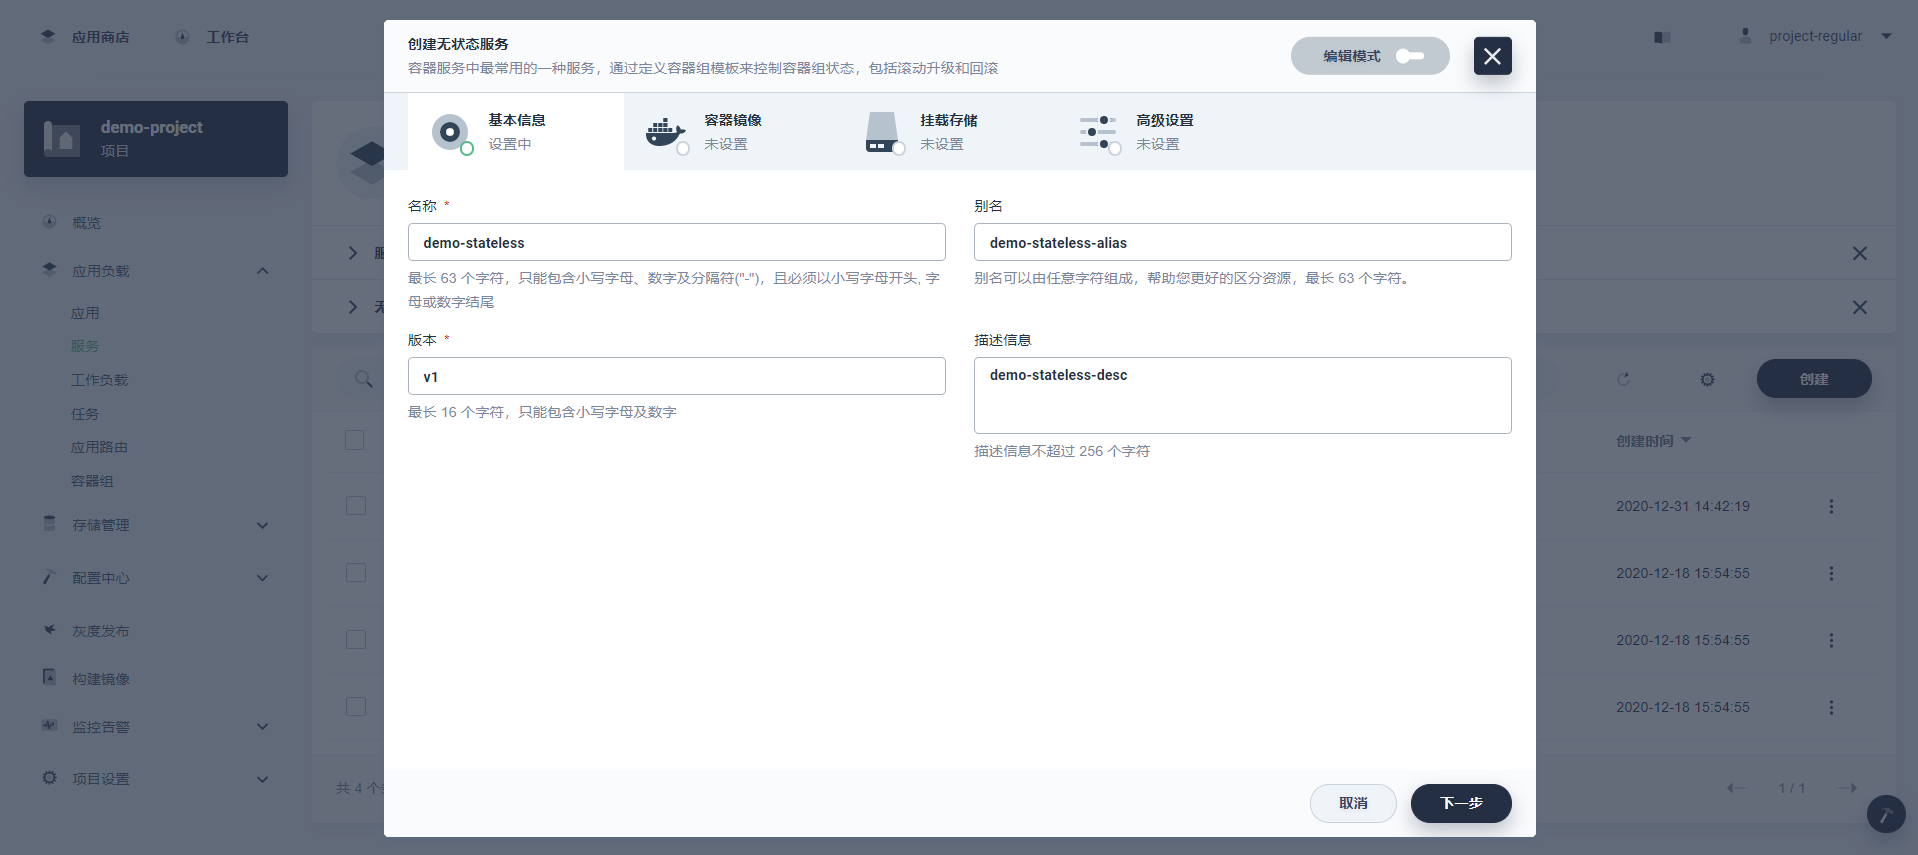 应用商店
工作台
project-regular
demo-project
项目
概览
应用负载
应用
服务
工作负载
任务
应用路由
容器组
存储管理
配置中心
灰度发布
构建镜像
监控告警
项目设置
创建无状态服务
容器服务中最常用的一种服务，通过定义容器组模板来控制容器组状态，包括滚动升级和回滚
编辑模式
基本信息
设置中
容器镜像
未设置
挂载存储
未设置
高级设置
未设置
名称 *
demo-stateless
最长 63 个字符，只能包含小写字母、数字及分隔符("-")，且必须以小写字母开头, 字
母或数字结尾
别名
demo-stateless-alias
别名可以由任意字符组成，帮助您更好的区分资源，最长 63 个字符。
版本 *
v1
最长 16 个字符，只能包含小写字母及数字
描述信息
demo-stateless-desc
描述信息不超过 256 个字符
取消
下一步
无
创建
创建时间
2020-12-31 14:42:19
2020-12-18 15:54:55
2020-12-18 15:54:55
2020-12-18 15:54:55
共 4 个
1 / 1